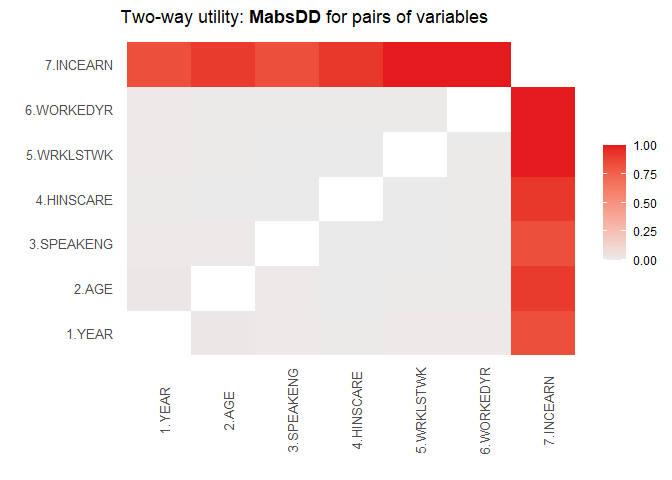 Two-way utility: MabsDD for pairs of variables
7.INCEARN
6.WORKEDYR
5.WRKLSTWK
4.HINSCARE
3.SPEAKENG
2.AGE
1.YEAR
1.YEAR
2.AGE
3.SPEAKENG
4.HINSCARE
5.WRKLSTWK
6.WORKEDYR
7.INCEARN
1.00
0.75
0.50
0.25
0.00